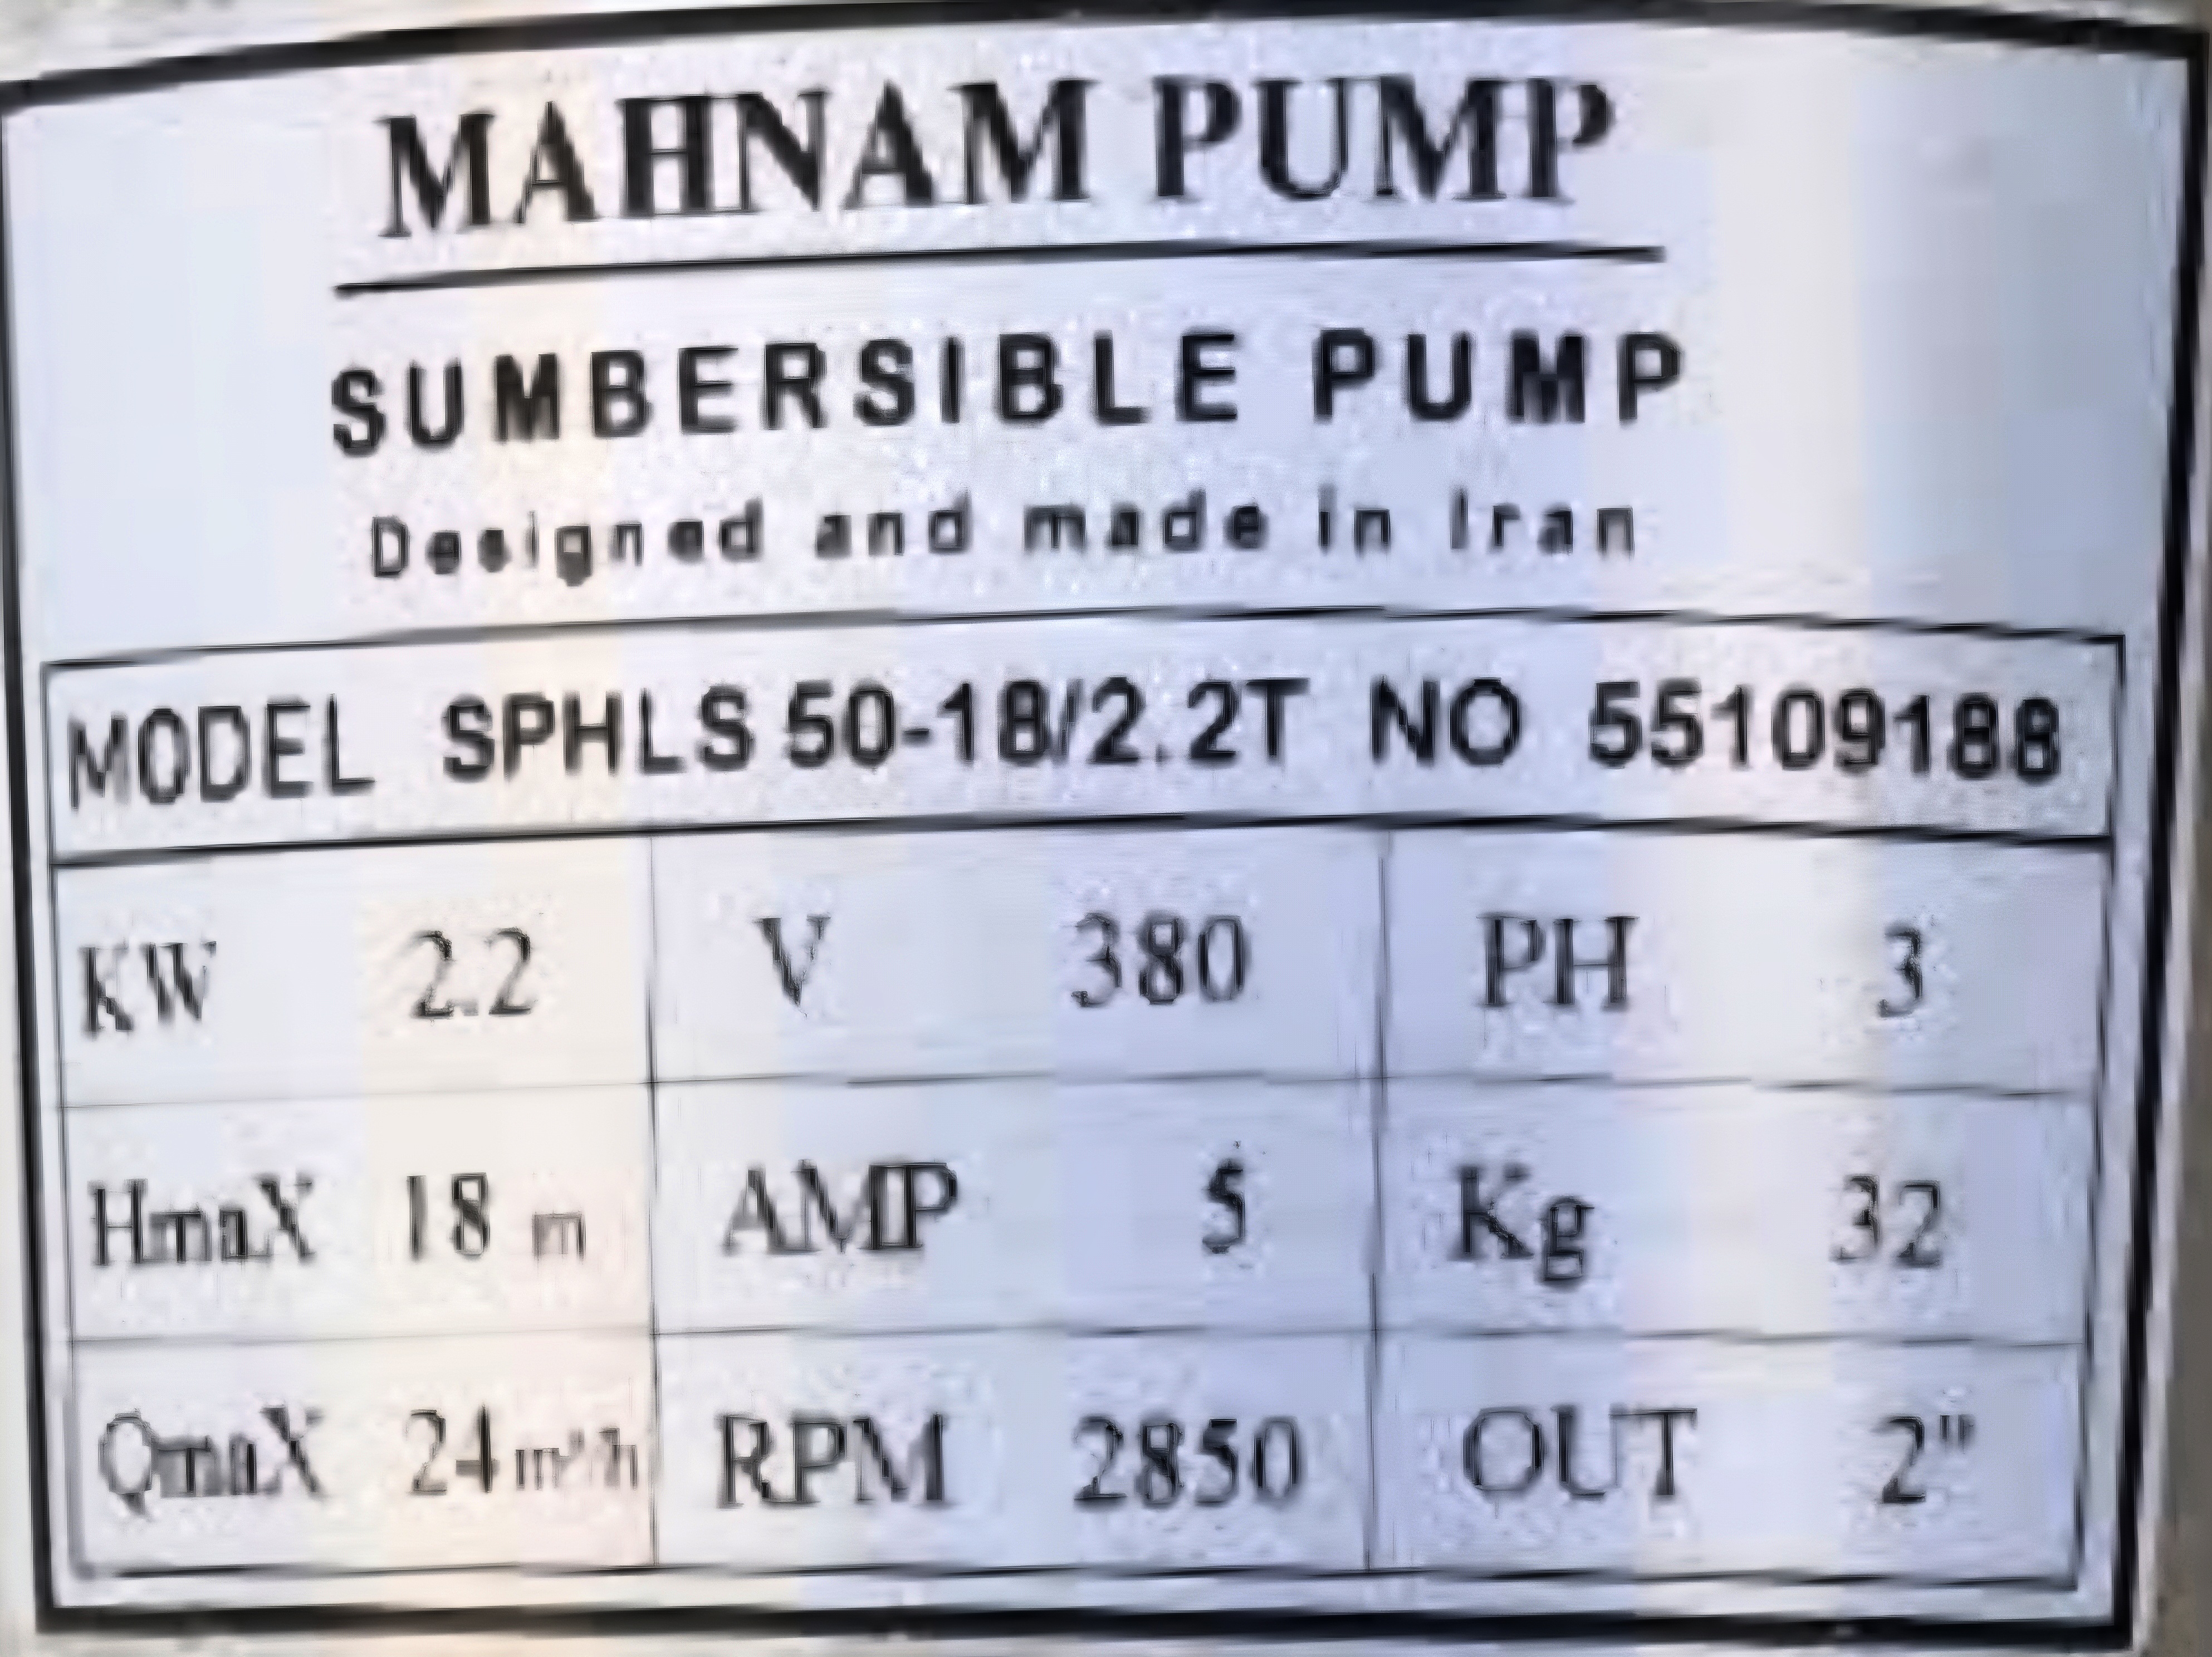 MAHNAM PUMP
SUMBERSIBLE PUMP
Designed and made in Iran
MODEL SPHLS 50-18/2.2T NO 55109188
KW 2.2 V 380 PH 3
HmaX 18 m AMP 5 Kg 32
QmaX 24 m³/h RPM 2850 OUT 2"